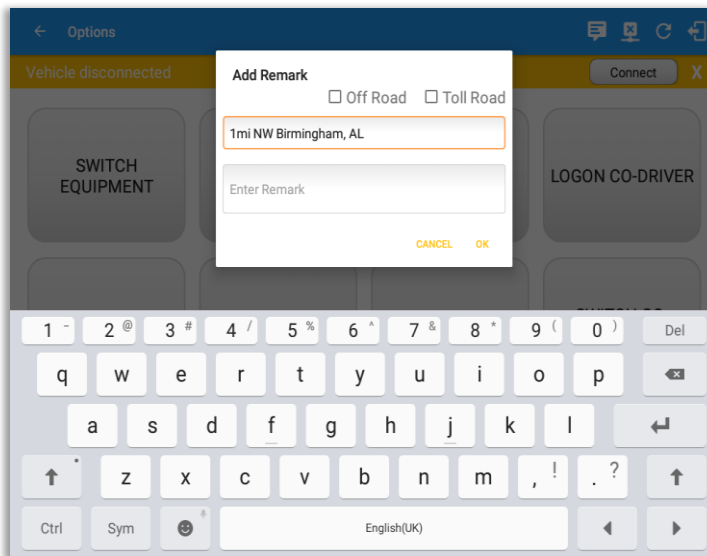 Options
Vehicle disconnected
Connect X
Add Remark
Off Road Toll Road
1mi NW Birmingham, AL
Enter Remark
CANCEL OK
SWITCH
EQUIPMENT
LOGON CO-DRIVER
1 - 2 @ 3 # 4 / 5 % 6 ^ 7 & 8 * 9 ( 0 ) Del
q w e r t y u i o p
a s d f g h j k l
z x c v b n m , ! . ?
Ctrl Sym English(UK)